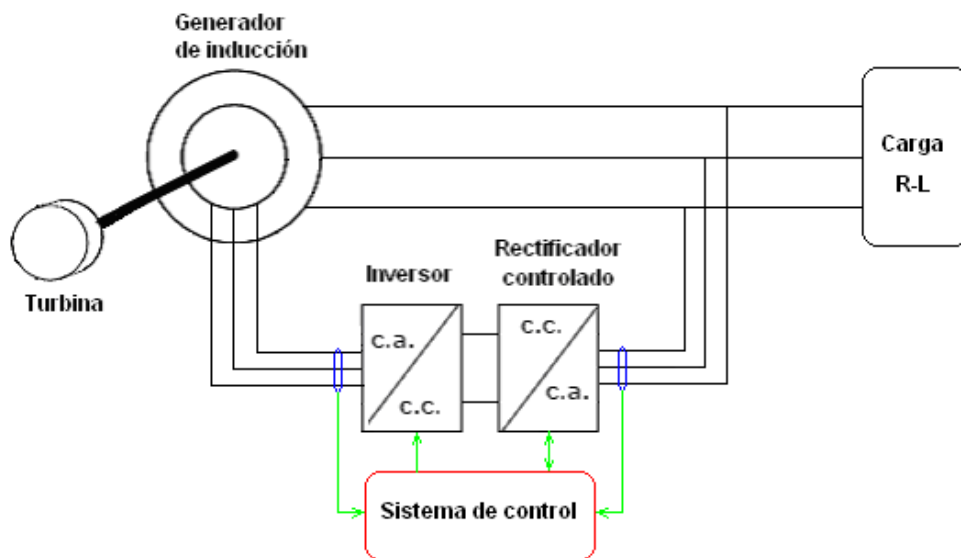 Generador
de inducción
Carga
R-L
Turbina
Inversor
Rectificador
controlado
c.a.
c.c.
c.c.
c.a.
Sistema de control